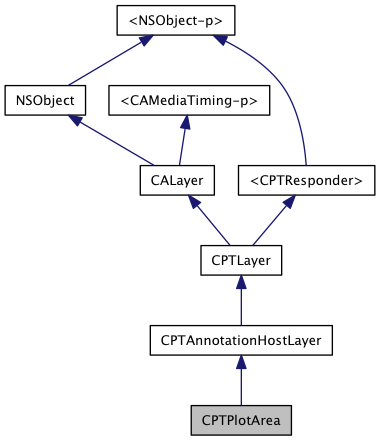 <NSObject-p>
NSObject
<CAMediaTiming-p>
CALayer
<CPTResponder>
CPTLayer
CPTAnnotationHostLayer
CPTPlotArea